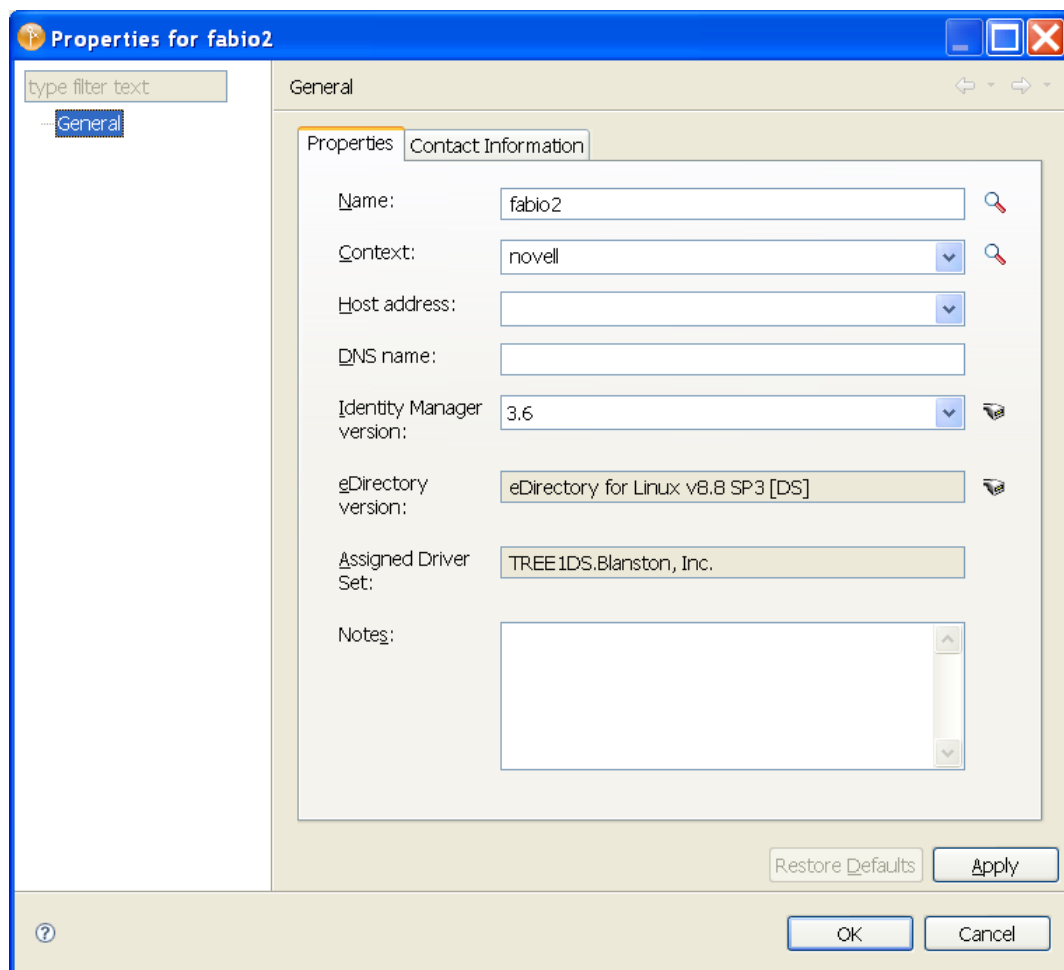 Properties for fabio2
type filter text
General
General
Properties
Contact Information
Name:
fabio2
Context:
novell
Host address:
DNS name:
Identity Manager
version:
3.6
eDirectory
version:
eDirectory for Linux v8.8 SP3 [DS]
Assigned Driver
Set:
TREE1DS.Blanston, Inc.
Notes:
Restore Defaults
Apply
?
OK
Cancel